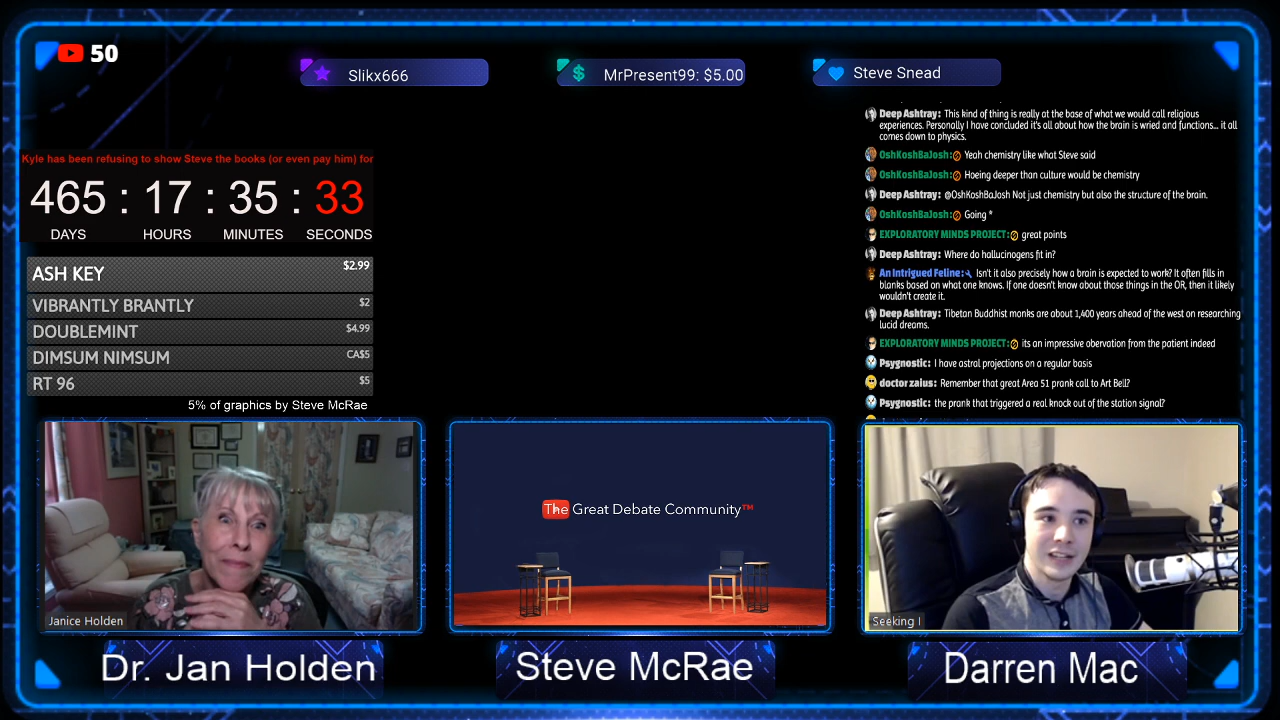 50
Slikx666
MrPresent99: $5.00
Steve Snead
Kyle has been refusing to show Steve the books (or even pay him) for
465 : 17 : 35 : 33
DAYS HOURS MINUTES SECONDS
ASH KEY $2.99
VIBRANTLY BRANTLY $2
DOUBLEMINT $4.99
DIMSUM NIMSUM CA$5
RT 96 $5
5% of graphics by Steve McRae
Deep Ashtray: This kind of thing is really at the base of what we would call religious
experiences. Personally I have concluded it's all about how the brain is wried and functions... it all
comes down to physics.
OshKoshBaJosh: Yeah chemistry like what Steve said
OshKoshBaJosh: Hoeing deeper than culture would be chemistry
Deep Ashtray: @OshKoshBaJosh Not just chemistry but also the structure of the brain.
OshKoshBaJosh: Going *
EXPLORATORY MINDS PROJECT: great points
Deep Ashtray: Where do hallucinogens fit in?
An Intrigued Feline: Isn't it also precisely how a brain is expected to work? It often fills in
blanks based on what one knows. If one doesn't know about those things in the OR, then it likely
wouldn't create it.
Deep Ashtray: Tibetan Buddhist monks are about 1,400 years ahead of the west on researching
lucid dreams.
EXPLORATORY MINDS PROJECT: its an impressive obervation from the patient indeed
Psygnostic: I have astral projections on a regular basis
doctor zaius: Remember that great Area 51 prank call to Art Bell?
Psygnostic: the prank that triggered a real knock out of the station signal?
Janice Holden
The Great Debate Community™
Seeking I
Dr. Jan Holden
Steve McRae
Darren Mac